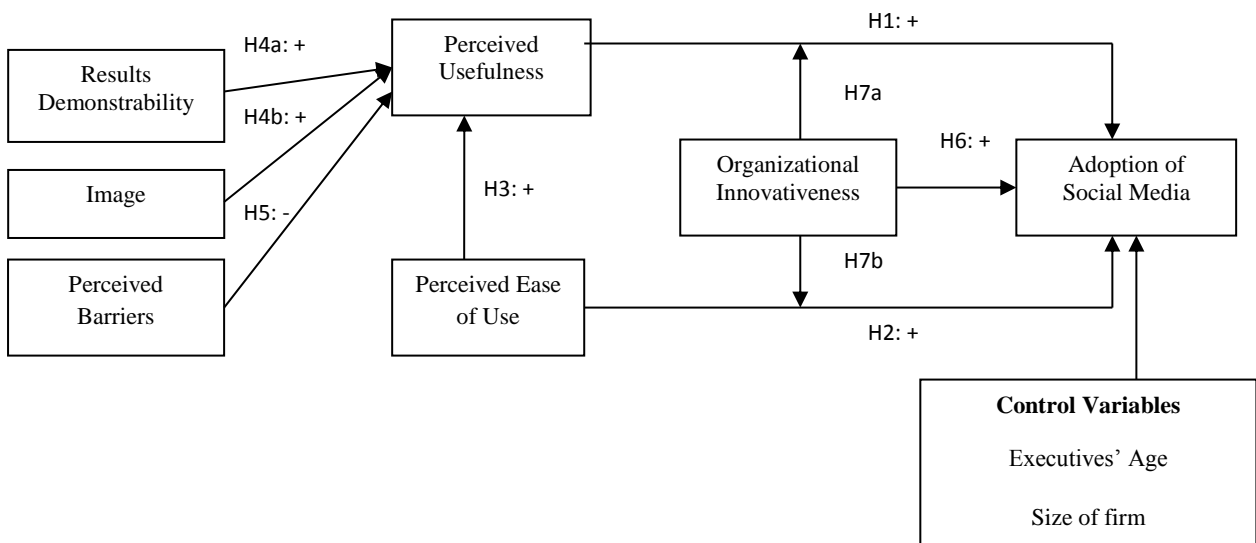 H1: +
H4a: +
Perceived
Usefulness
Results
Demonstrability
H7a
H4b: +
H6: +
Organizational
Innovativeness
Adoption of
Social Media
Image
H3: +
H5: -
H7b
Perceived
Barriers
Perceived Ease
of Use
H2: +
Control Variables
Executives’ Age
Size of firm